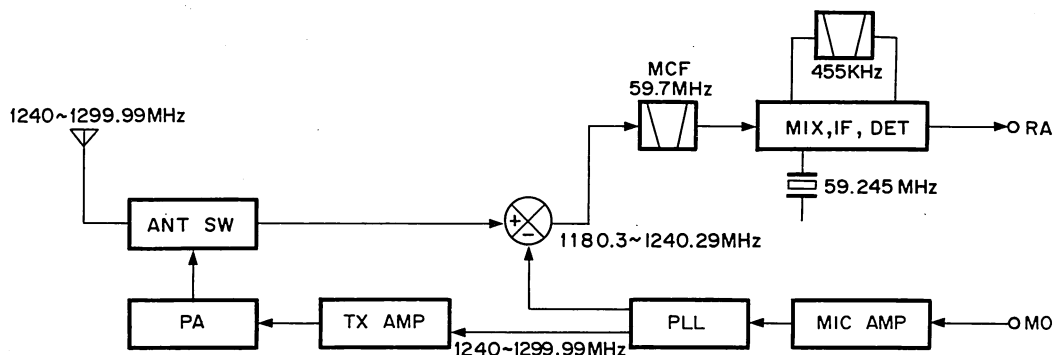 455KHz
MCF
59.7MHz
1240~1299.99MHz
MIX, IF, DET
RA
59.245 MHz
ANT SW
+
-
1180.3~1240.29MHz
PA
TX AMP
PLL
MIC AMP
MO
1240~1299.99MHz